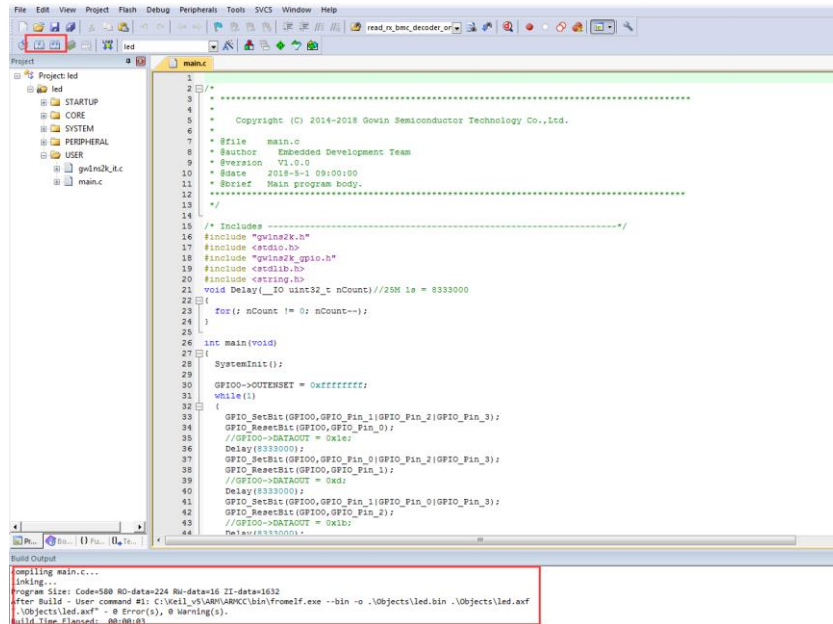 File Edit View Project Flash Debug Peripherals Tools SVCS Window Help
read_rx_bmc_decoder_or
led
Project
main.c
Project: led
led
STARTUP
CORE
SYSTEM
PERIPHERAL
USER
gw1ns2k_it.c
main.c
1
2 /*
3 * ******************************************************************************************
4 *
5 * Copyright (C) 2014-2018 Gowin Semiconductor Technology Co.,Ltd.
6 *
7 * @file main.c
8 * @author Embedded Development Team
9 * @version V1.0.0
10 * @date 2018-5-1 09:00:00
11 * @brief Main program body.
12 ******************************************************************************************
13 */
14
15 /* Includes ------------------------------------------------------------------*/
16 #include "gw1ns2k.h"
17 #include <stdio.h>
18 #include "gw1ns2k_gpio.h"
19 #include <stdlib.h>
20 #include <string.h>
21 void Delay(__IO uint32_t nCount)//25M 1s = 8333000
22 {
23 for(; nCount != 0; nCount--);
24 }
25
26 int main(void)
27 {
28 SystemInit();
29
30 GPIO0->OUTENSET = 0xffffffff;
31 while(1)
32 {
33 GPIO_SetBit(GPIO0,GPIO_Pin_1|GPIO_Pin_2|GPIO_Pin_3);
34 GPIO_ResetBit(GPIO0,GPIO_Pin_0);
35 //GPIO0->DATAOUT = 0x1e;
36 Delay(8333000);
37 GPIO_SetBit(GPIO0,GPIO_Pin_0|GPIO_Pin_2|GPIO_Pin_3);
38 GPIO_ResetBit(GPIO0,GPIO_Pin_1);
39 //GPIO0->DATAOUT = 0xd;
40 Delay(8333000);
41 GPIO_SetBit(GPIO0,GPIO_Pin_1|GPIO_Pin_0|GPIO_Pin_3);
42 GPIO_ResetBit(GPIO0,GPIO_Pin_2);
43 //GPIO0->DATAOUT = 0x1b;
44 Delay(8333000);
Pr... Bo... {} Fu... Te...
Build Output
compiling main.c...
linking...
Program Size: Code=580 RO-data=224 RW-data=16 ZI-data=1632
After Build - User command #1: C:\Keil_v5\ARM\ARMCC\bin\fromelf.exe --bin -o .\Objects\led.bin .\Objects\led.axf
".\Objects\led.axf" - 0 Error(s), 0 Warning(s).
Build Time Elapsed: 00:00:03